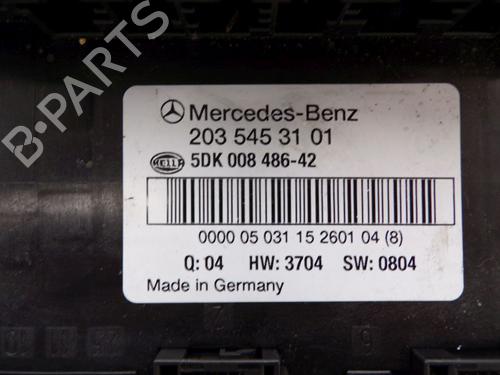 Mercedes-Benz
203 545 31 01
HELLA 5DK 008 486-42
0000 05 031 15 2601 04 (8)
Q: 04 HW: 3704 SW: 0804
Made in Germany